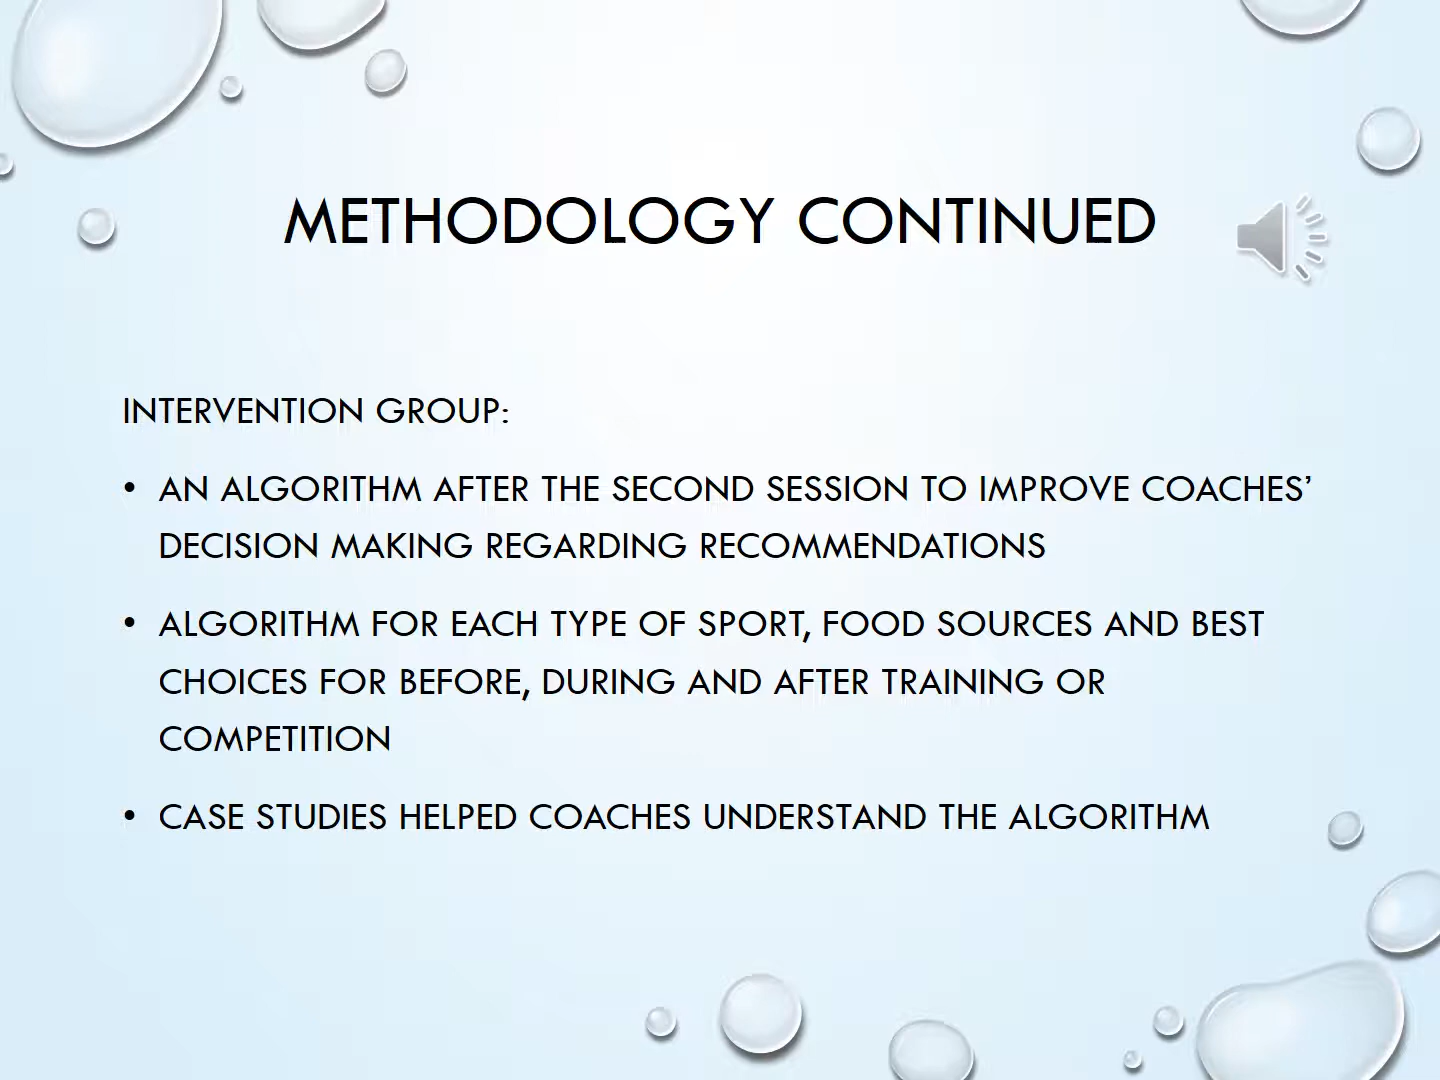 METHODOLOGY CONTINUED
INTERVENTION GROUP:
• AN ALGORITHM AFTER THE SECOND SESSION TO IMPROVE COACHES’
DECISION MAKING REGARDING RECOMMENDATIONS
• ALGORITHM FOR EACH TYPE OF SPORT, FOOD SOURCES AND BEST
CHOICES FOR BEFORE, DURING AND AFTER TRAINING OR
COMPETITION
• CASE STUDIES HELPED COACHES UNDERSTAND THE ALGORITHM